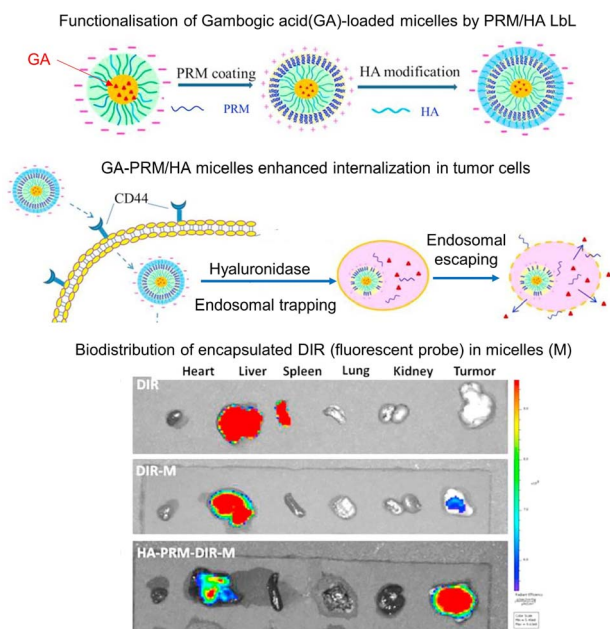 Functionalisation of Gambogic acid(GA)-loaded micelles by PRM/HA LbL
GA
PRM coating
HA modification
PRM
HA
GA-PRM/HA micelles enhanced internalization in tumor cells
CD44
Hyaluronidase
Endosomal trapping
Endosomal escaping
Biodistribution of encapsulated DIR (fluorescent probe) in micelles (M)
Heart Liver Spleen Lung Kidney Turmor
DIR
DIR-M
HA-PRM-DIR-M